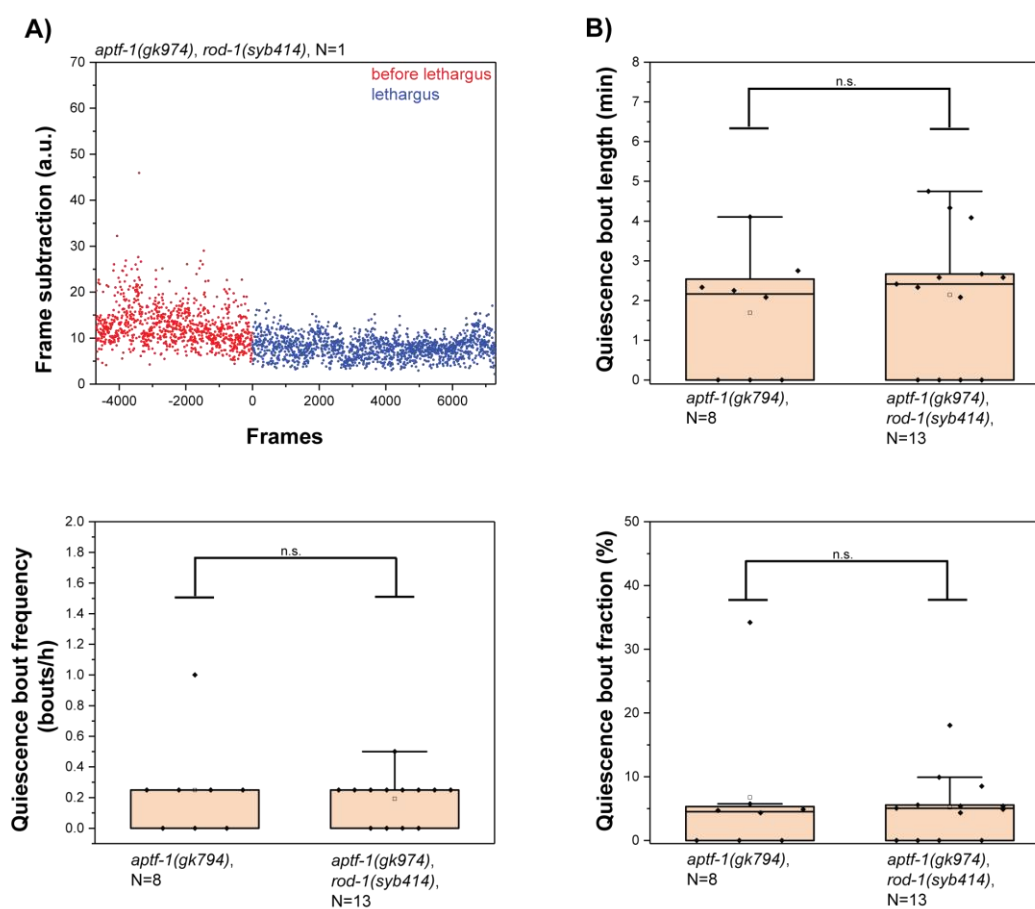 A)
aptf-1(gk974), rod-1(syb414), N=1
70
60
50
40
30
20
10
0
Frame subtraction (a.u.)
before lethargus
lethargus
-4000
-2000
0
2000
4000
6000
Frames
B)
8
7
6
5
4
3
2
1
0
Quiescence bout length (min)
n.s.
aptf-1(gk794),
N=8
aptf-1(gk974),
rod-1(syb414),
N=13
2.0
1.8
1.6
1.4
1.2
1.0
0.8
0.6
0.4
0.2
0.0
Quiescence bout frequency
(bouts/h)
n.s.
aptf-1(gk794),
N=8
aptf-1(gk974),
rod-1(syb414),
N=13
50
40
30
20
10
0
Quiescence bout fraction (%)
n.s.
aptf-1(gk794),
N=8
aptf-1(gk974),
rod-1(syb414),
N=13